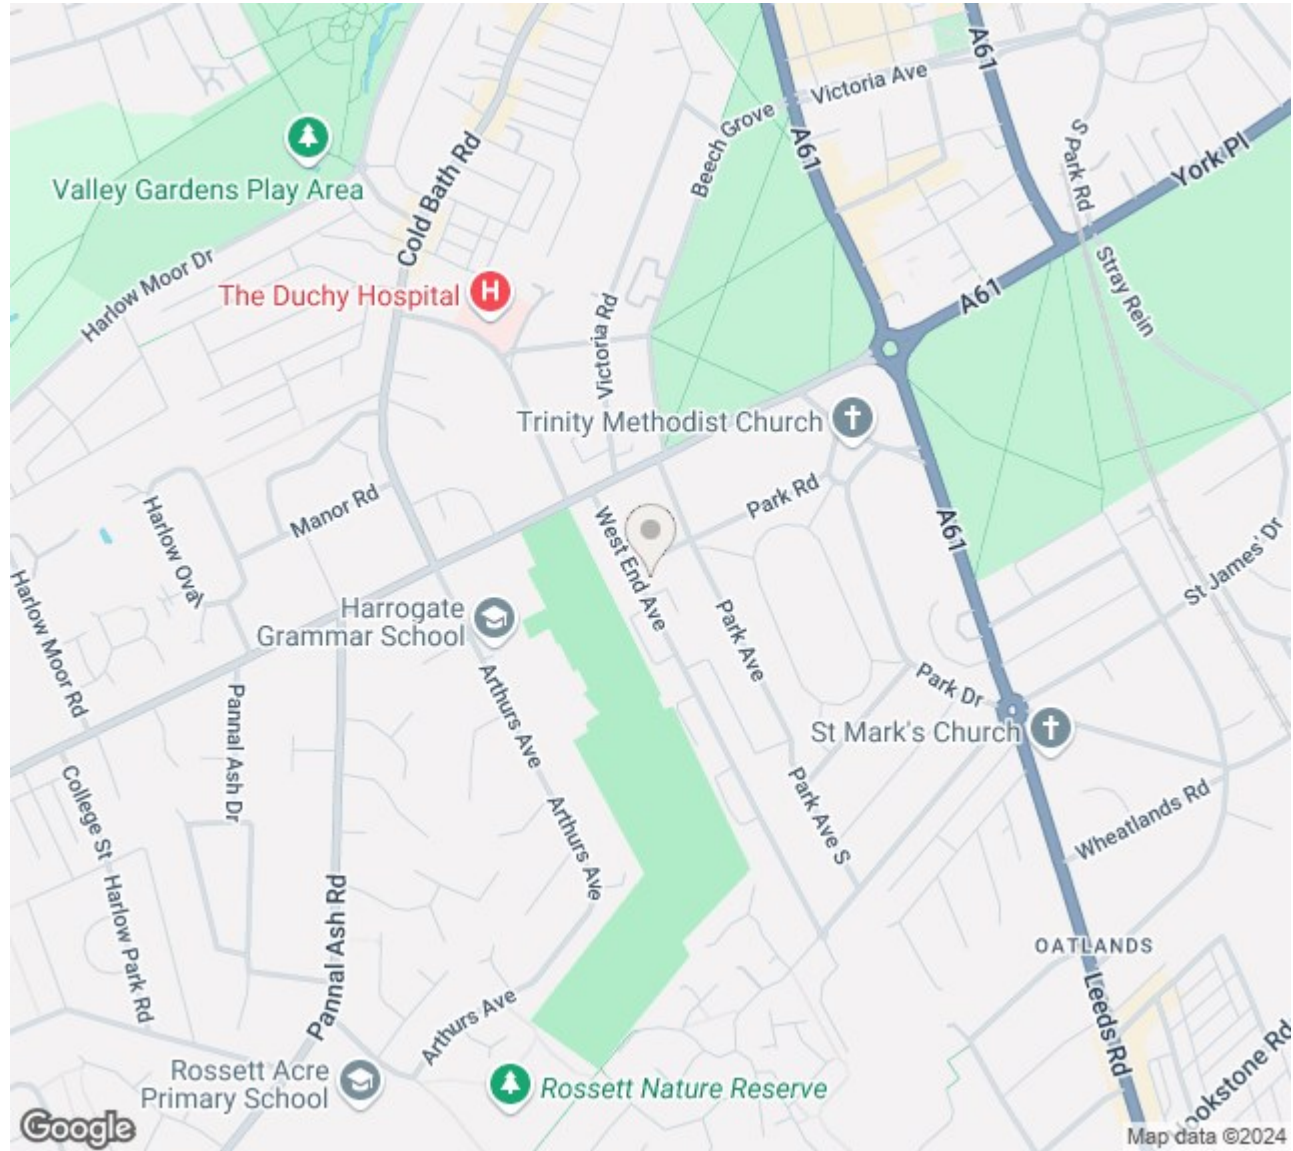 A61
Victoria Ave
A61
Beech Grove
S Park Rd
York Pl
Valley Gardens Play Area
Cold Bath Rd
Harlow Moor Dr
The Duchy Hospital
H
Victoria Rd
A61
Stray Rein
Trinity Methodist Church
Park Rd
Manor Rd
Harlow Oval
West End Ave
A61
St James' Dr
Harlow Moor Rd
Harrogate
Grammar School
Park Ave
Arthurs Ave
Park Dr
Pannal Ash Dr
St Mark's Church
College St
Park Ave S
Wheatlands Rd
Arthurs Ave
Harlow Park Rd
Pannal Ash Rd
OATLANDS
Leeds Rd
Arthurs Ave
Hookstone Rd
Rossett Acre
Primary School
Rossett Nature Reserve
Google
Map data ©2024